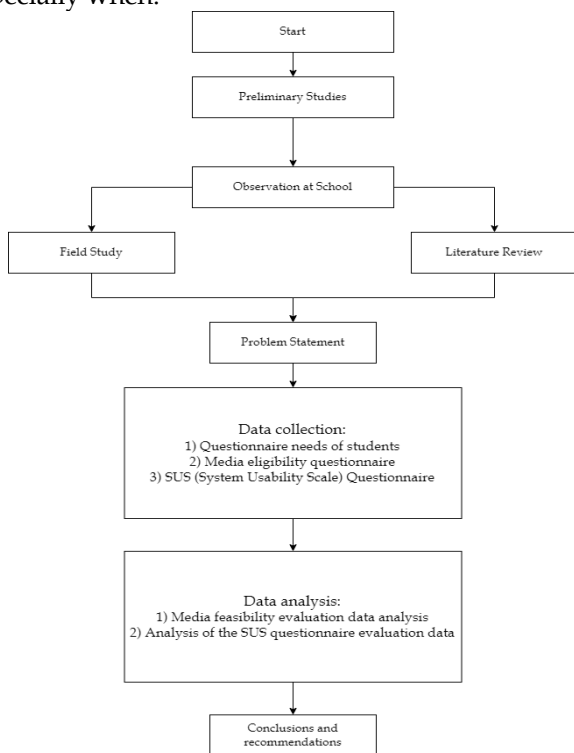 especially when:
Start
Preliminary Studies
Observation at School
Field Study
Literature Review
Problem Statement
Data collection:
1) Questionnaire needs of students
2) Media eligibility questionnaire
3) SUS (System Usability Scale) Questionnaire
Data analysis:
1) Media feasibility evaluation data analysis
2) Analysis of the SUS questionnaire evaluation data
Conclusions and
recommendations